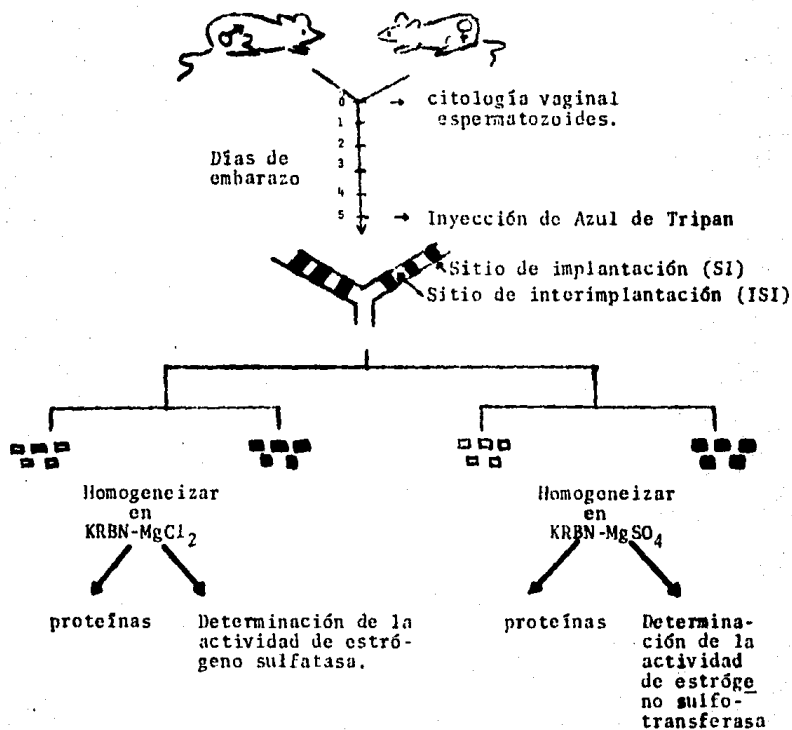 ♂
♀
0 → citología vaginal
espermatozoides.
1
2
Días de
embarazo
3
4
5 → Inyección de Azul de Tripan
Sitio de implantación (SI)
Sitio de interimplantación (ISI)
Homogeneizar
en
KRBN-MgCl2
Homogeneizar
en
KRBN-MgSO4
proteínas
Determinación de la
actividad de estró-
geno sulfatasa.
proteínas
Determina-
ción de la
actividad
de estróge
no sulfo-
transferasa